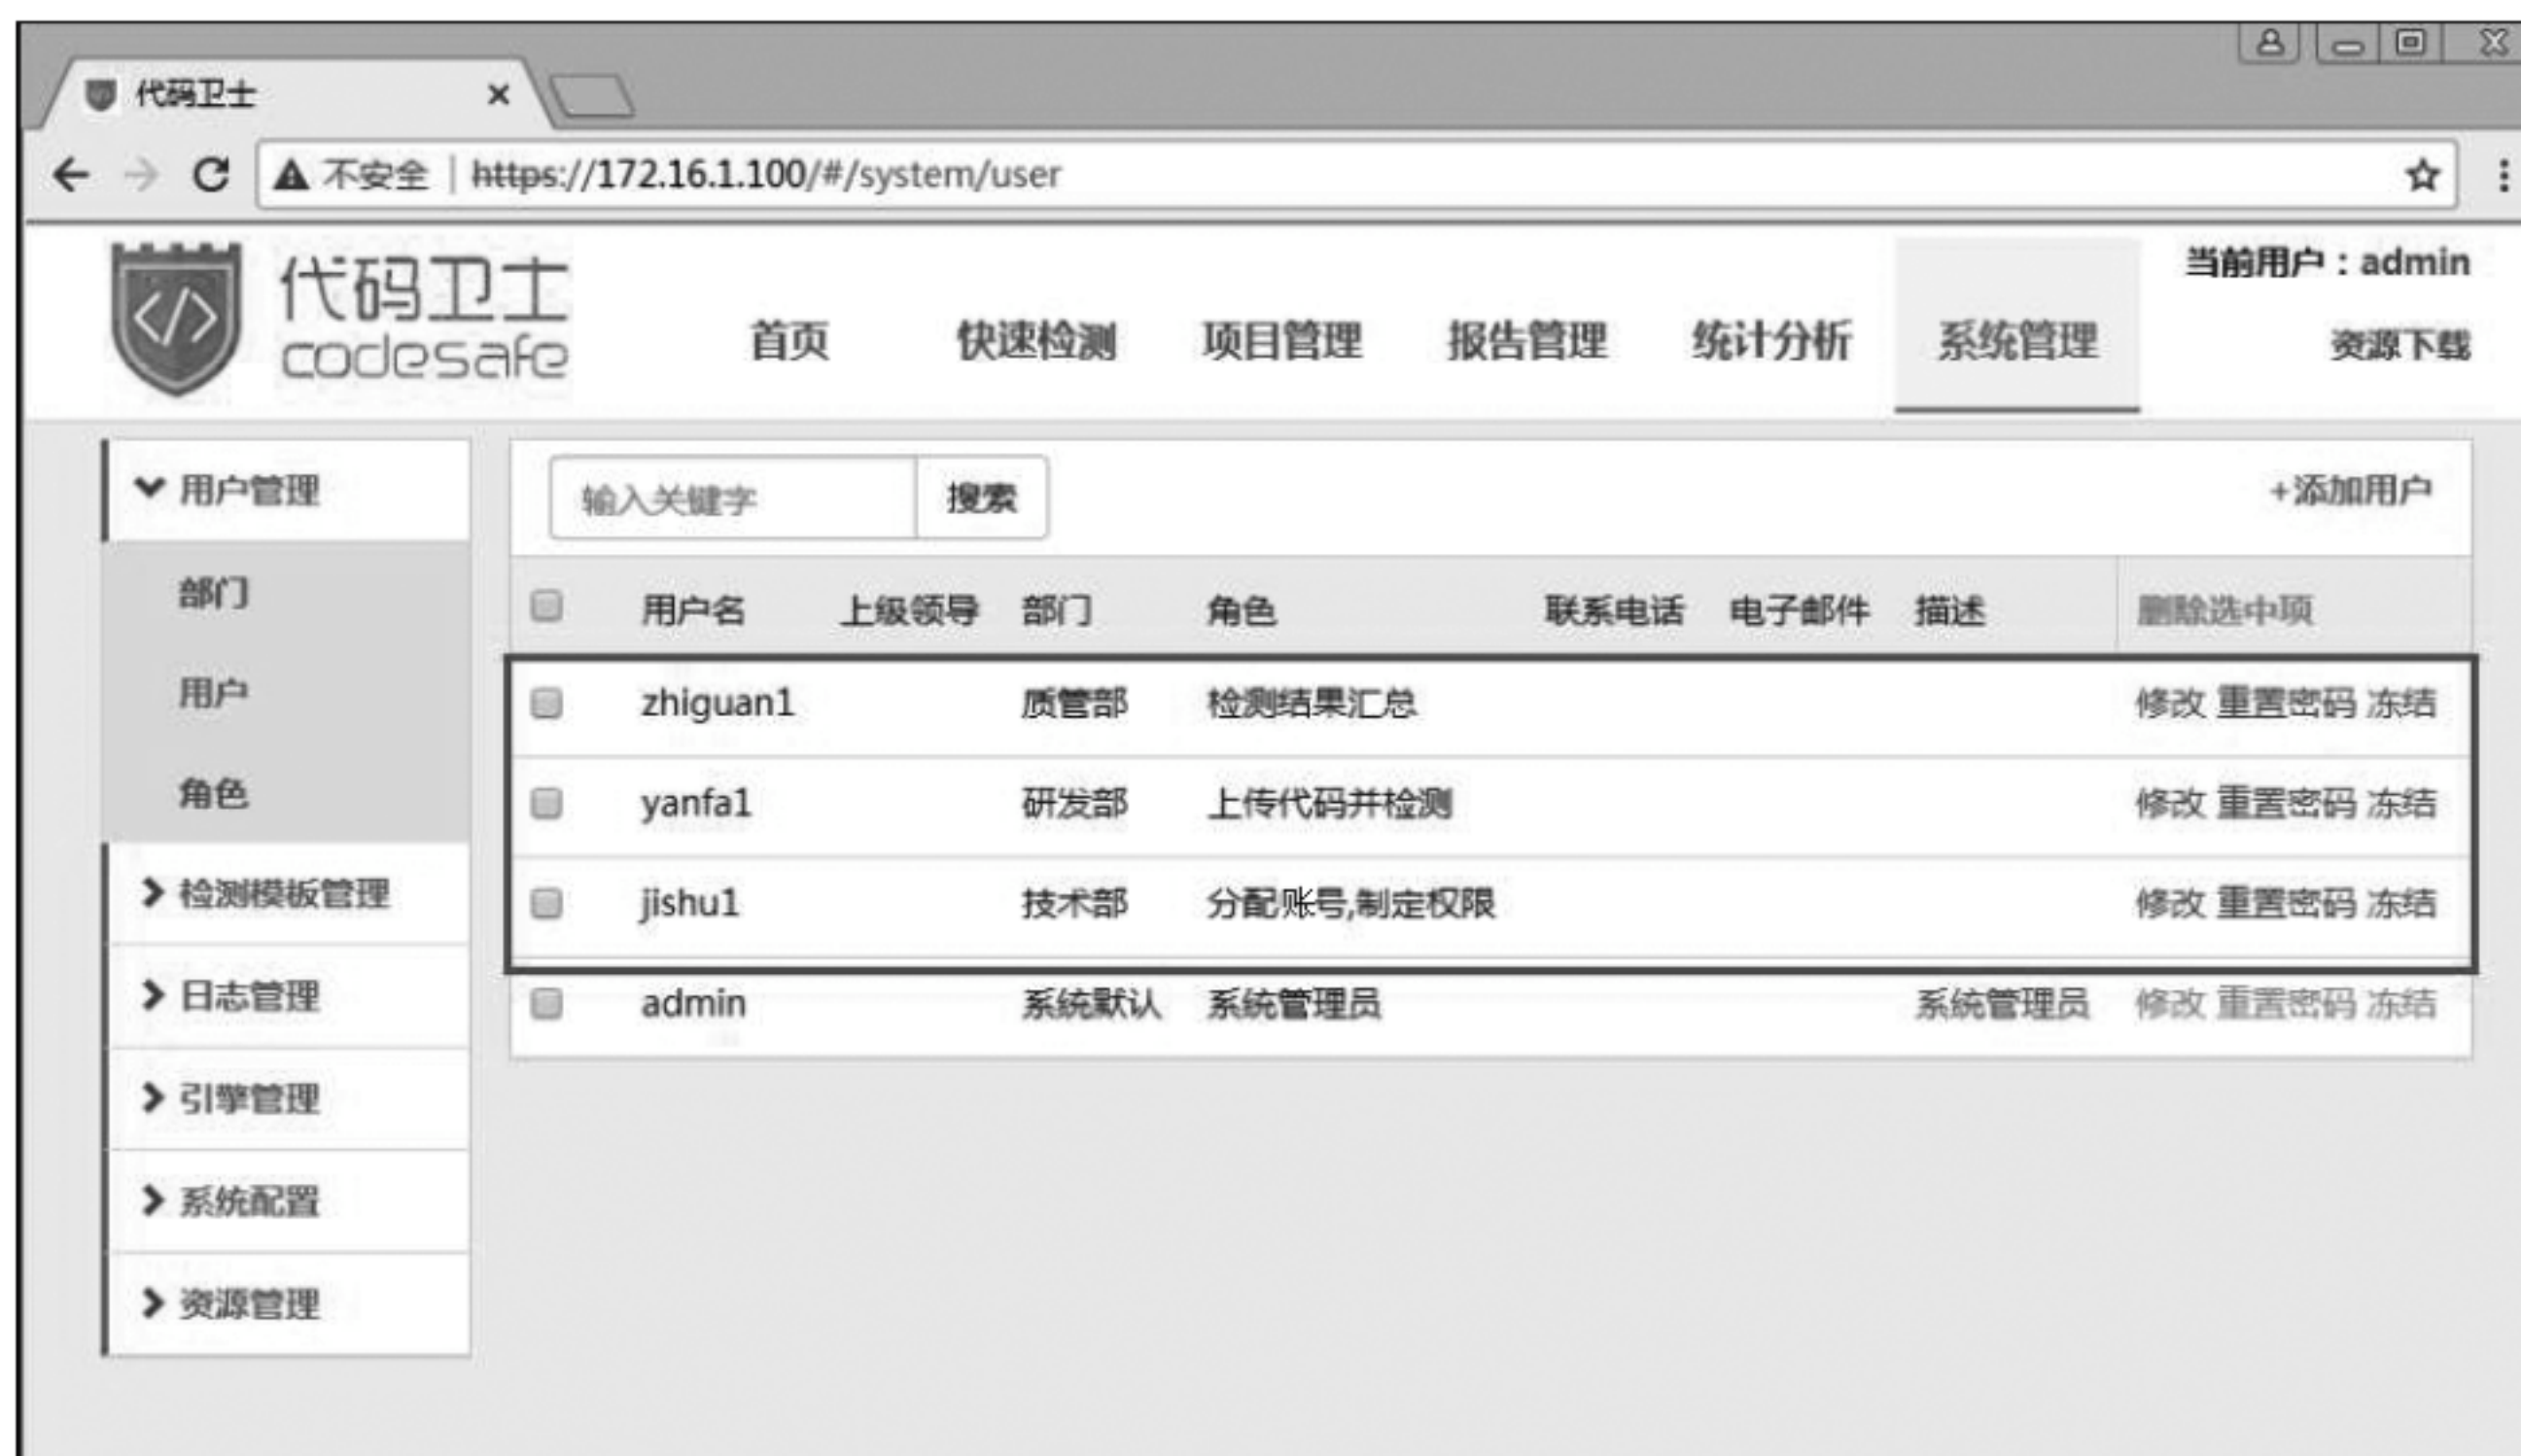 代码卫士
不安全 https://172.16.1.100/#/system/user
代码卫士
codesafe
首页 快速检测 项目管理 报告管理 统计分析 系统管理
当前用户：admin
资源下载
用户管理
部门
用户
角色
检测模板管理
日志管理
引擎管理
系统配置
资源管理
输入关键字 搜索 +添加用户
用户名 上级领导 部门 角色 联系电话 电子邮件 描述 删除选中项
zhiguan1 质管部 检测结果汇总 修改 重置密码 冻结
yanfa1 研发部 上传代码并检测 修改 重置密码 冻结
jishu1 技术部 分配账号,制定权限 修改 重置密码 冻结
admin 系统默认 系统管理员 系统管理员 修改 重置密码 冻结